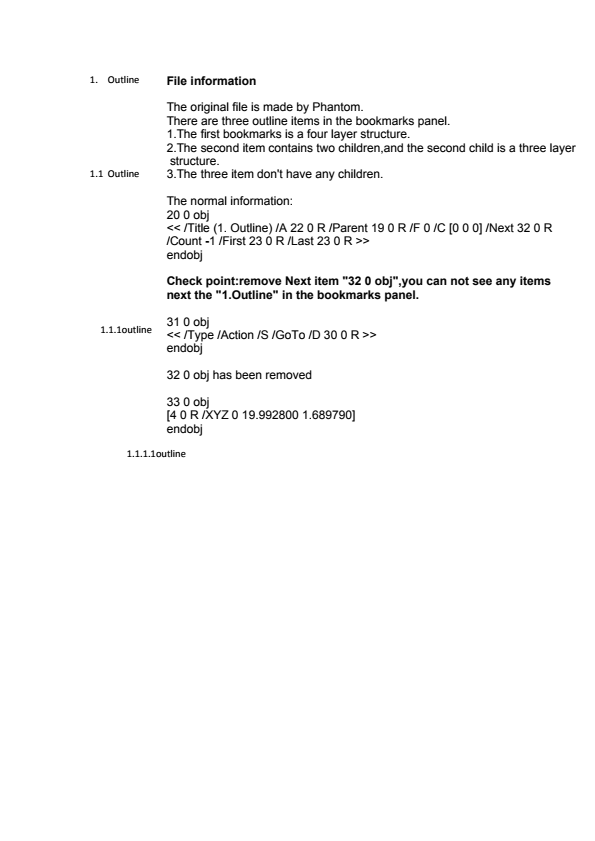 1. Outline File information
The original file is made by Phantom.
There are three outline items in the bookmarks panel.
1.The first bookmarks is a four layer structure.
2.The second item contains two children,and the second child is a three layer
structure.
1.1 Outline 3.The three item don't have any children.
The normal information:
20 0 obj
<< /Title (1. Outline) /A 22 0 R /Parent 19 0 R /F 0 /C [0 0 0] /Next 32 0 R
/Count -1 /First 23 0 R /Last 23 0 R >>
endobj
Check point:remove Next item "32 0 obj",you can not see any items
next the "1.Outline" in the bookmarks panel.
31 0 obj
1.1.1outline << /Type /Action /S /GoTo /D 30 0 R >>
endobj
32 0 obj has been removed
33 0 obj
[4 0 R /XYZ 0 19.992800 1.689790]
endobj
1.1.1.1outline